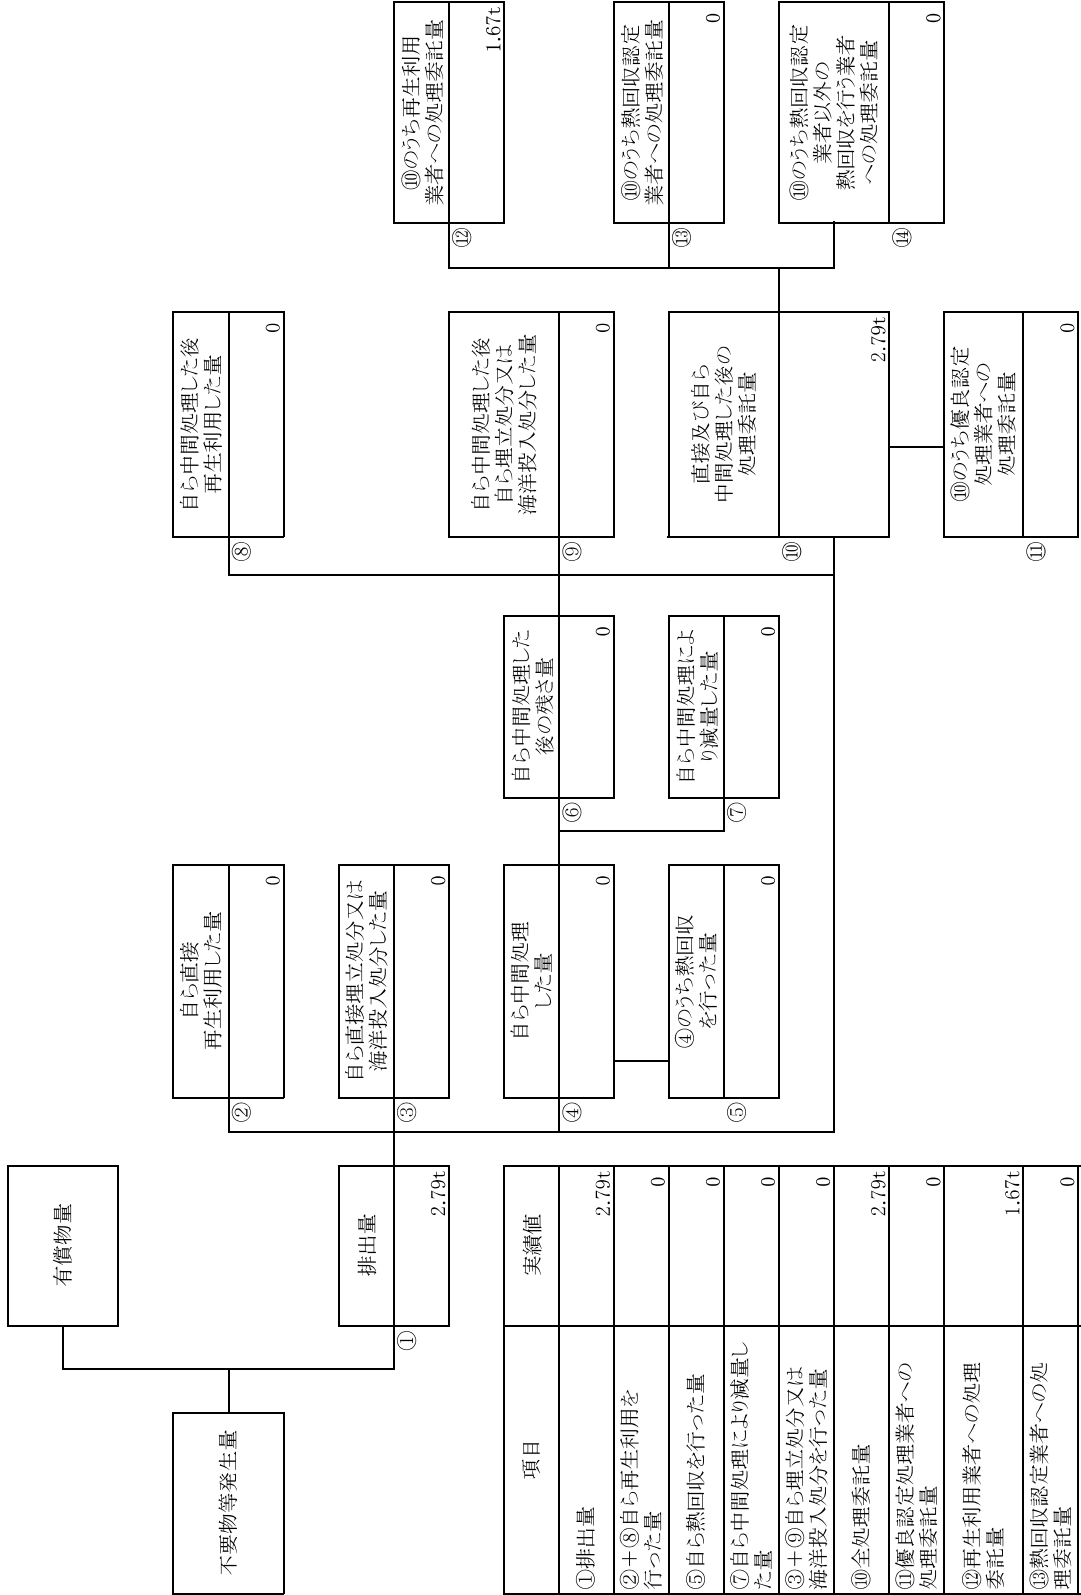 有償物量
不要物等発生量
排出量
①
2.79t
自ら直接
再生利用した量
②
0
自ら直接埋立処分又は
海洋投入処分した量
③
0
自ら中間処理
した量
④
0
④のうち熱回収
を行った量
⑤
0
自ら中間処理した
後の残さ量
⑥
0
自ら中間処理によ
り減量した量
⑦
0
自ら中間処理した後
再生利用した量
⑧
0
自ら中間処理した後
自ら埋立処分又は
海洋投入処分した量
⑨
0
直接及び自ら
中間処理した後の
処理委託量
⑩
2.79t
⑩のうち優良認定
処理業者への
処理委託量
⑪
0
⑩のうち再生利用
業者への処理委託量
⑫
1.67t
⑩のうち熱回収認定
業者への処理委託量
⑬
0
⑩のうち熱回収認定
業者以外の
熱回収を行う業者
への処理委託量
⑭
0
項目
実績値
①排出量
2.79t
②+⑧自ら再生利用を
行った量
0
⑤自ら熱回収を行った量
0
⑦自ら中間処理により減量し
た量
0
③+⑨自ら埋立処分又は
海洋投入処分を行った量
0
⑩全処理委託量
2.79t
⑪優良認定処理業者への
処理委託量
0
⑫再生利用業者への処理
委託量
1.67t
⑬熱回収認定業者への処
理委託量
0